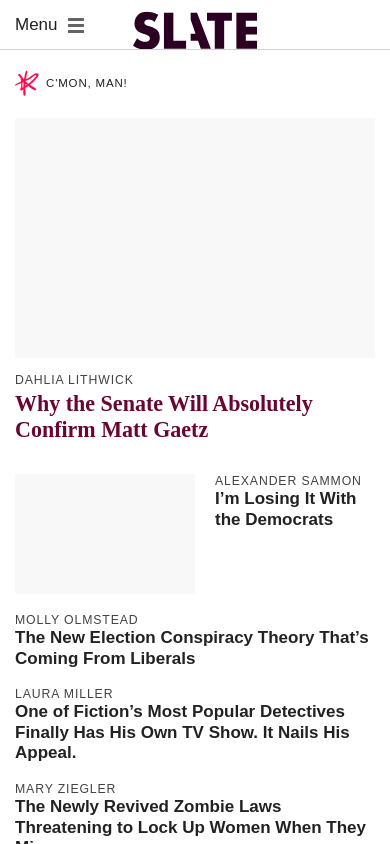 Menu
SLATE
C'MON, MAN!
DAHLIA LITHWICK
Why the Senate Will Absolutely
Confirm Matt Gaetz
ALEXANDER SAMMON
I’m Losing It With
the Democrats
MOLLY OLMSTEAD
The New Election Conspiracy Theory That’s
Coming From Liberals
LAURA MILLER
One of Fiction’s Most Popular Detectives
Finally Has His Own TV Show. It Nails His
Appeal.
MARY ZIEGLER
The Newly Revived Zombie Laws
Threatening to Lock Up Women When They